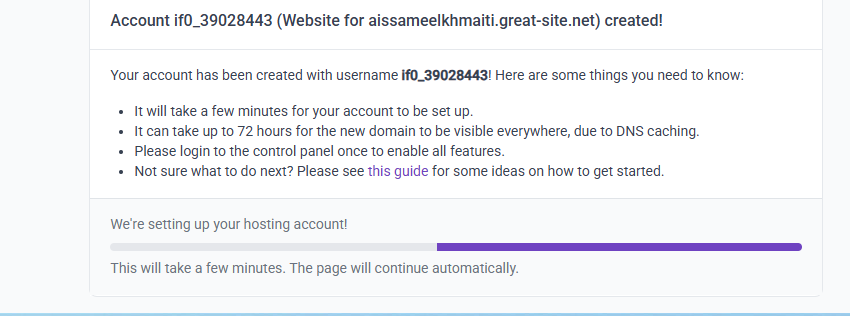 Account if0_39028443 (Website for aissameelkhmaiti.great-site.net) created!
Your account has been created with username if0_39028443! Here are some things you need to know:
• It will take a few minutes for your account to be set up.
• It can take up to 72 hours for the new domain to be visible everywhere, due to DNS caching.
• Please login to the control panel once to enable all features.
• Not sure what to do next? Please see this guide for some ideas on how to get started.
We're setting up your hosting account!
This will take a few minutes. The page will continue automatically.